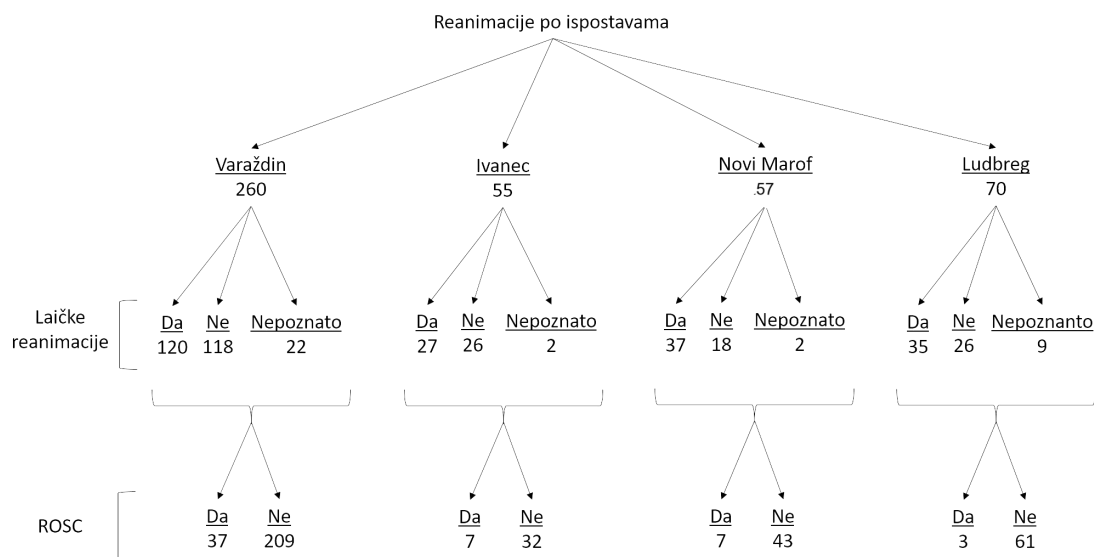 Reanimacije po ispostavama
Varaždin
260
Ivanec
55
Novi Marof
.57
Ludbreg
70
Laičke
reanimacije
Da
120
Ne
118
Nepoznato
22
Da
27
Ne
26
Nepoznato
2
Da
37
Ne
18
Nepoznato
2
Da
35
Ne
26
Nepoznanto
9
ROSC
Da
37
Ne
209
Da
7
Ne
32
Da
7
Ne
43
Da
3
Ne
61